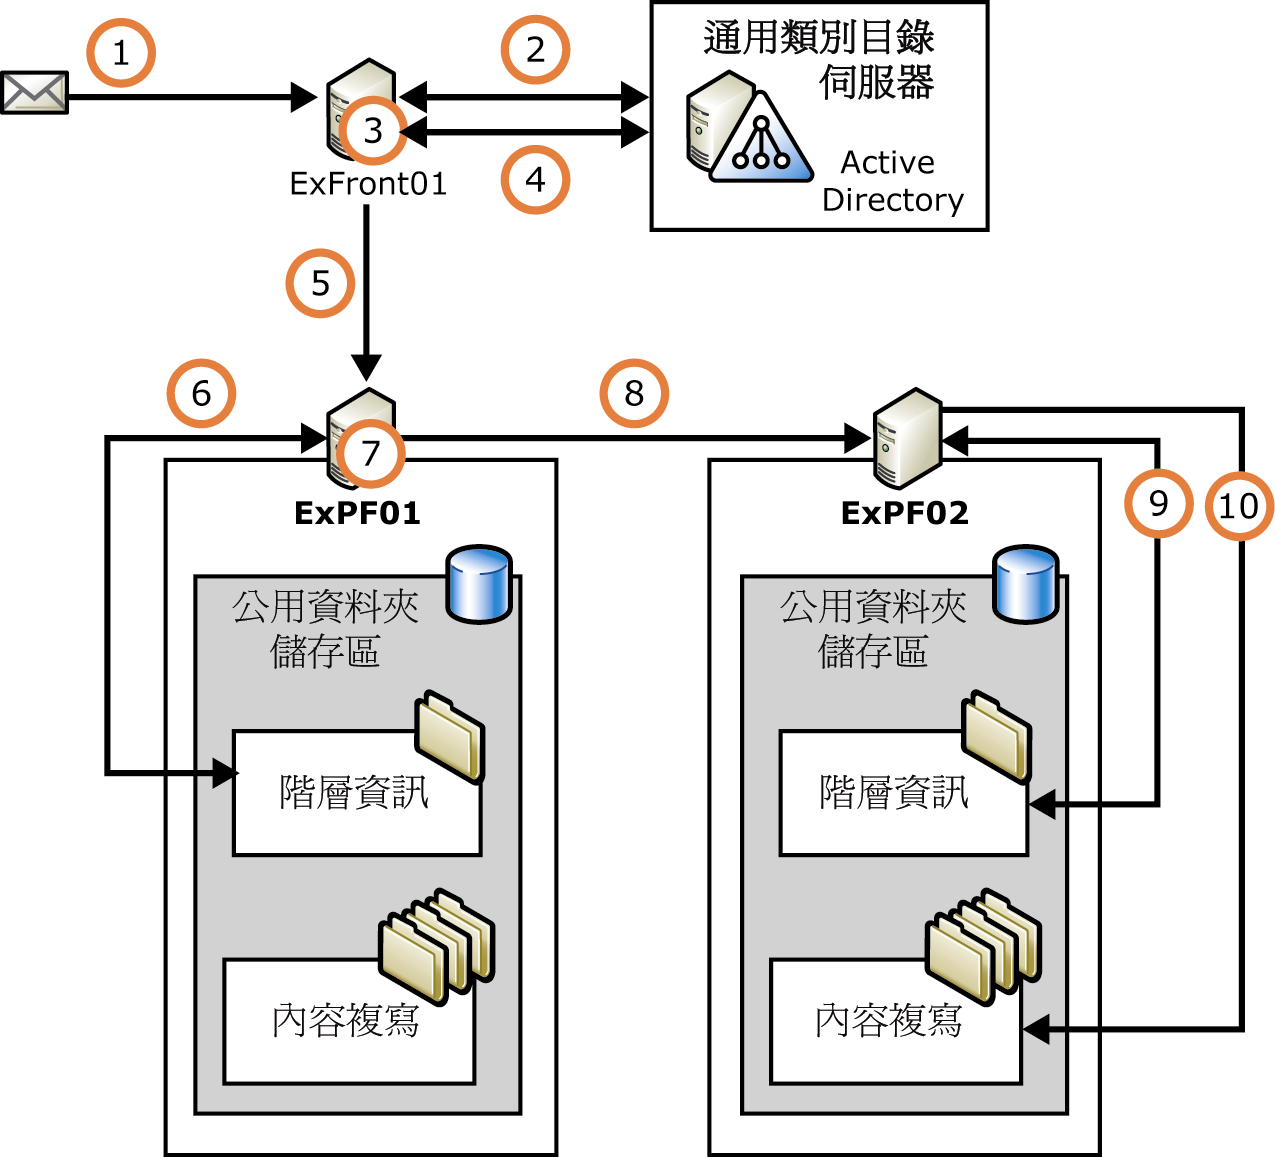 1
2
通用類別目錄
伺服器
3
4
Active
Directory
ExFront01
5
6
8
7
9
10
ExPF01
ExPF02
公用資料夾
儲存區
公用資料夾
儲存區
階層資訊
階層資訊
內容複寫
內容複寫